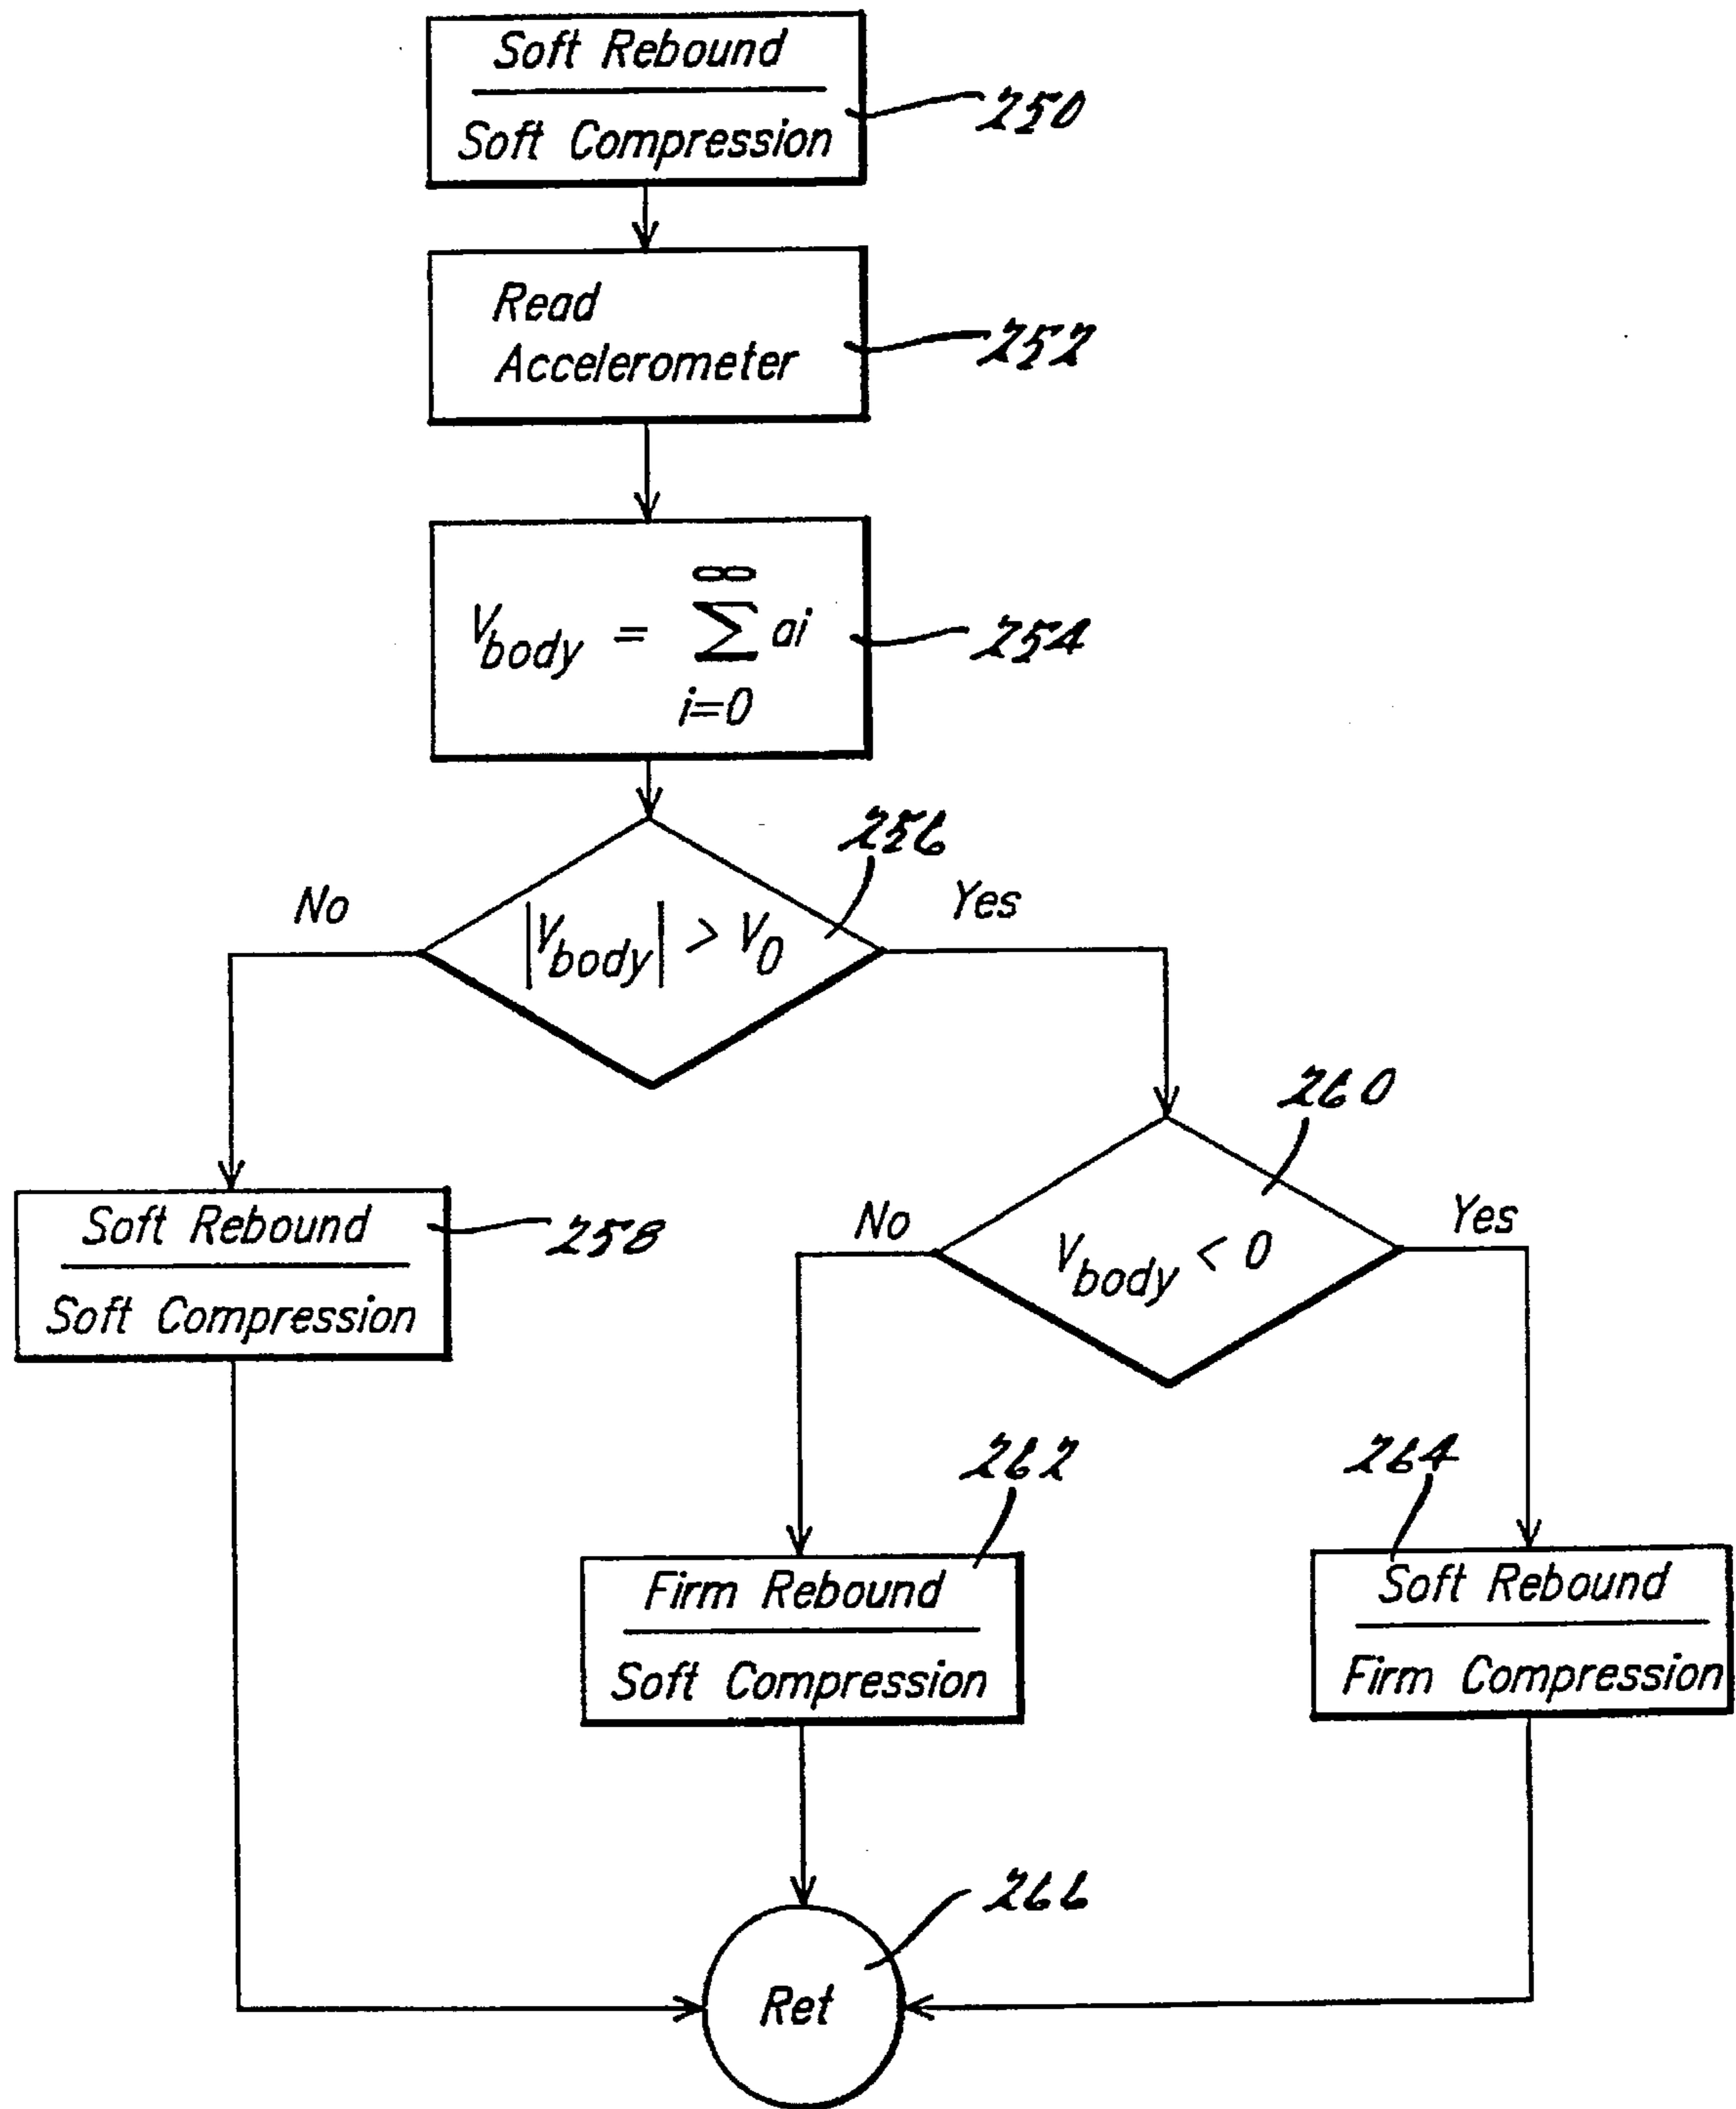 Soft Rebound
Soft Compression
250
Read
Accelerometer
252
∞
V_body = Σ ai
i=0
254
256
No
|V_body| > V_0
Yes
260
Soft Rebound
Soft Compression
258
No
V_body < 0
Yes
262
264
Firm Rebound
Soft Compression
Soft Rebound
Firm Compression
266
Ret